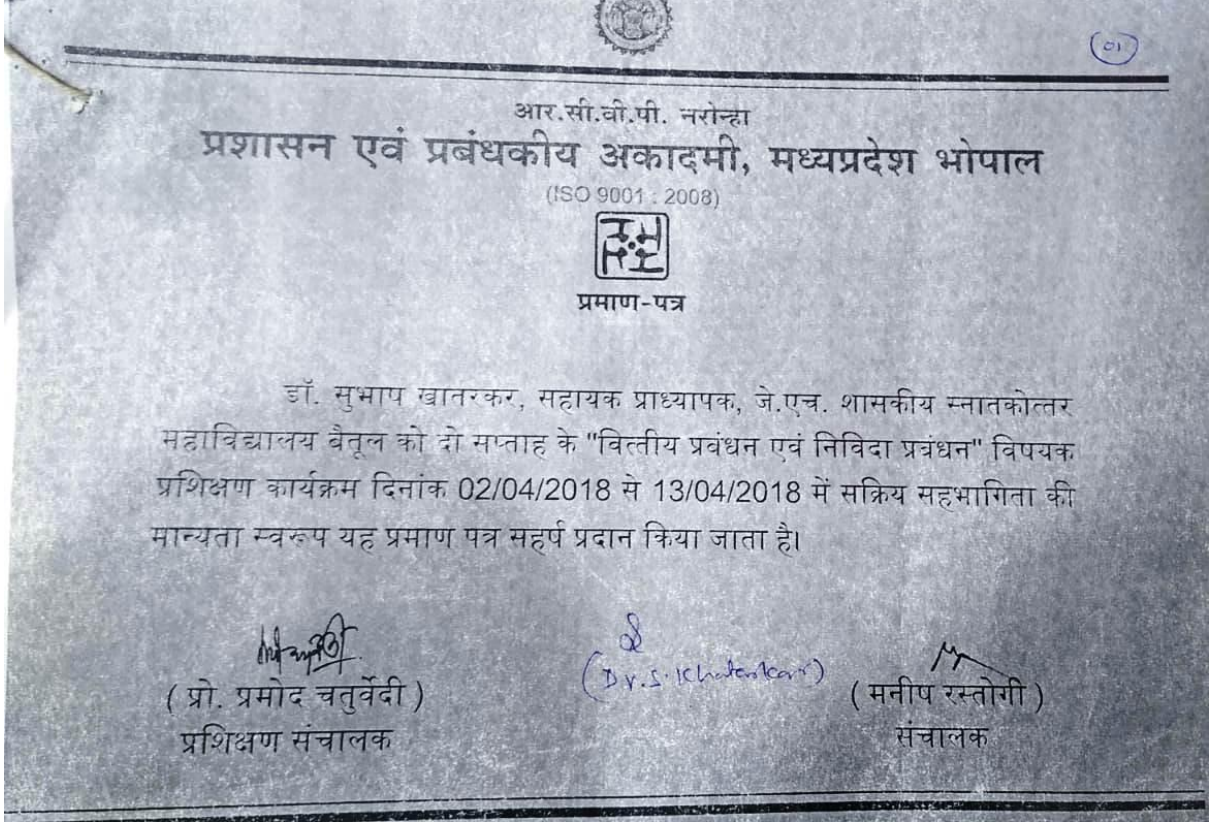 01
आर.सी.वी.पी. नरोन्हा
प्रशासन एवं प्रबंधकीय अकादमी, मध्यप्रदेश भोपाल
(ISO 9001 : 2008)
प्रमाण-पत्र
डॉ. सुभाष खातरकर, सहायक प्राध्यापक, जे.एच. शासकीय स्नातकोत्तर
महाविद्यालय बैतूल को दो सप्ताह के "वित्तीय प्रबंधन एवं निविदा प्रबंधन" विषयक
प्रशिक्षण कार्यक्रम दिनांक 02/04/2018 से 13/04/2018 में सक्रिय सहभागिता की
मान्यता स्वरूप यह प्रमाण पत्र सहर्ष प्रदान किया जाता है।
(Dr. S. Khatarkar)
( प्रो. प्रमोद चतुर्वेदी ) ( मनीष रस्तोगी )
प्रशिक्षण संचालक संचालक